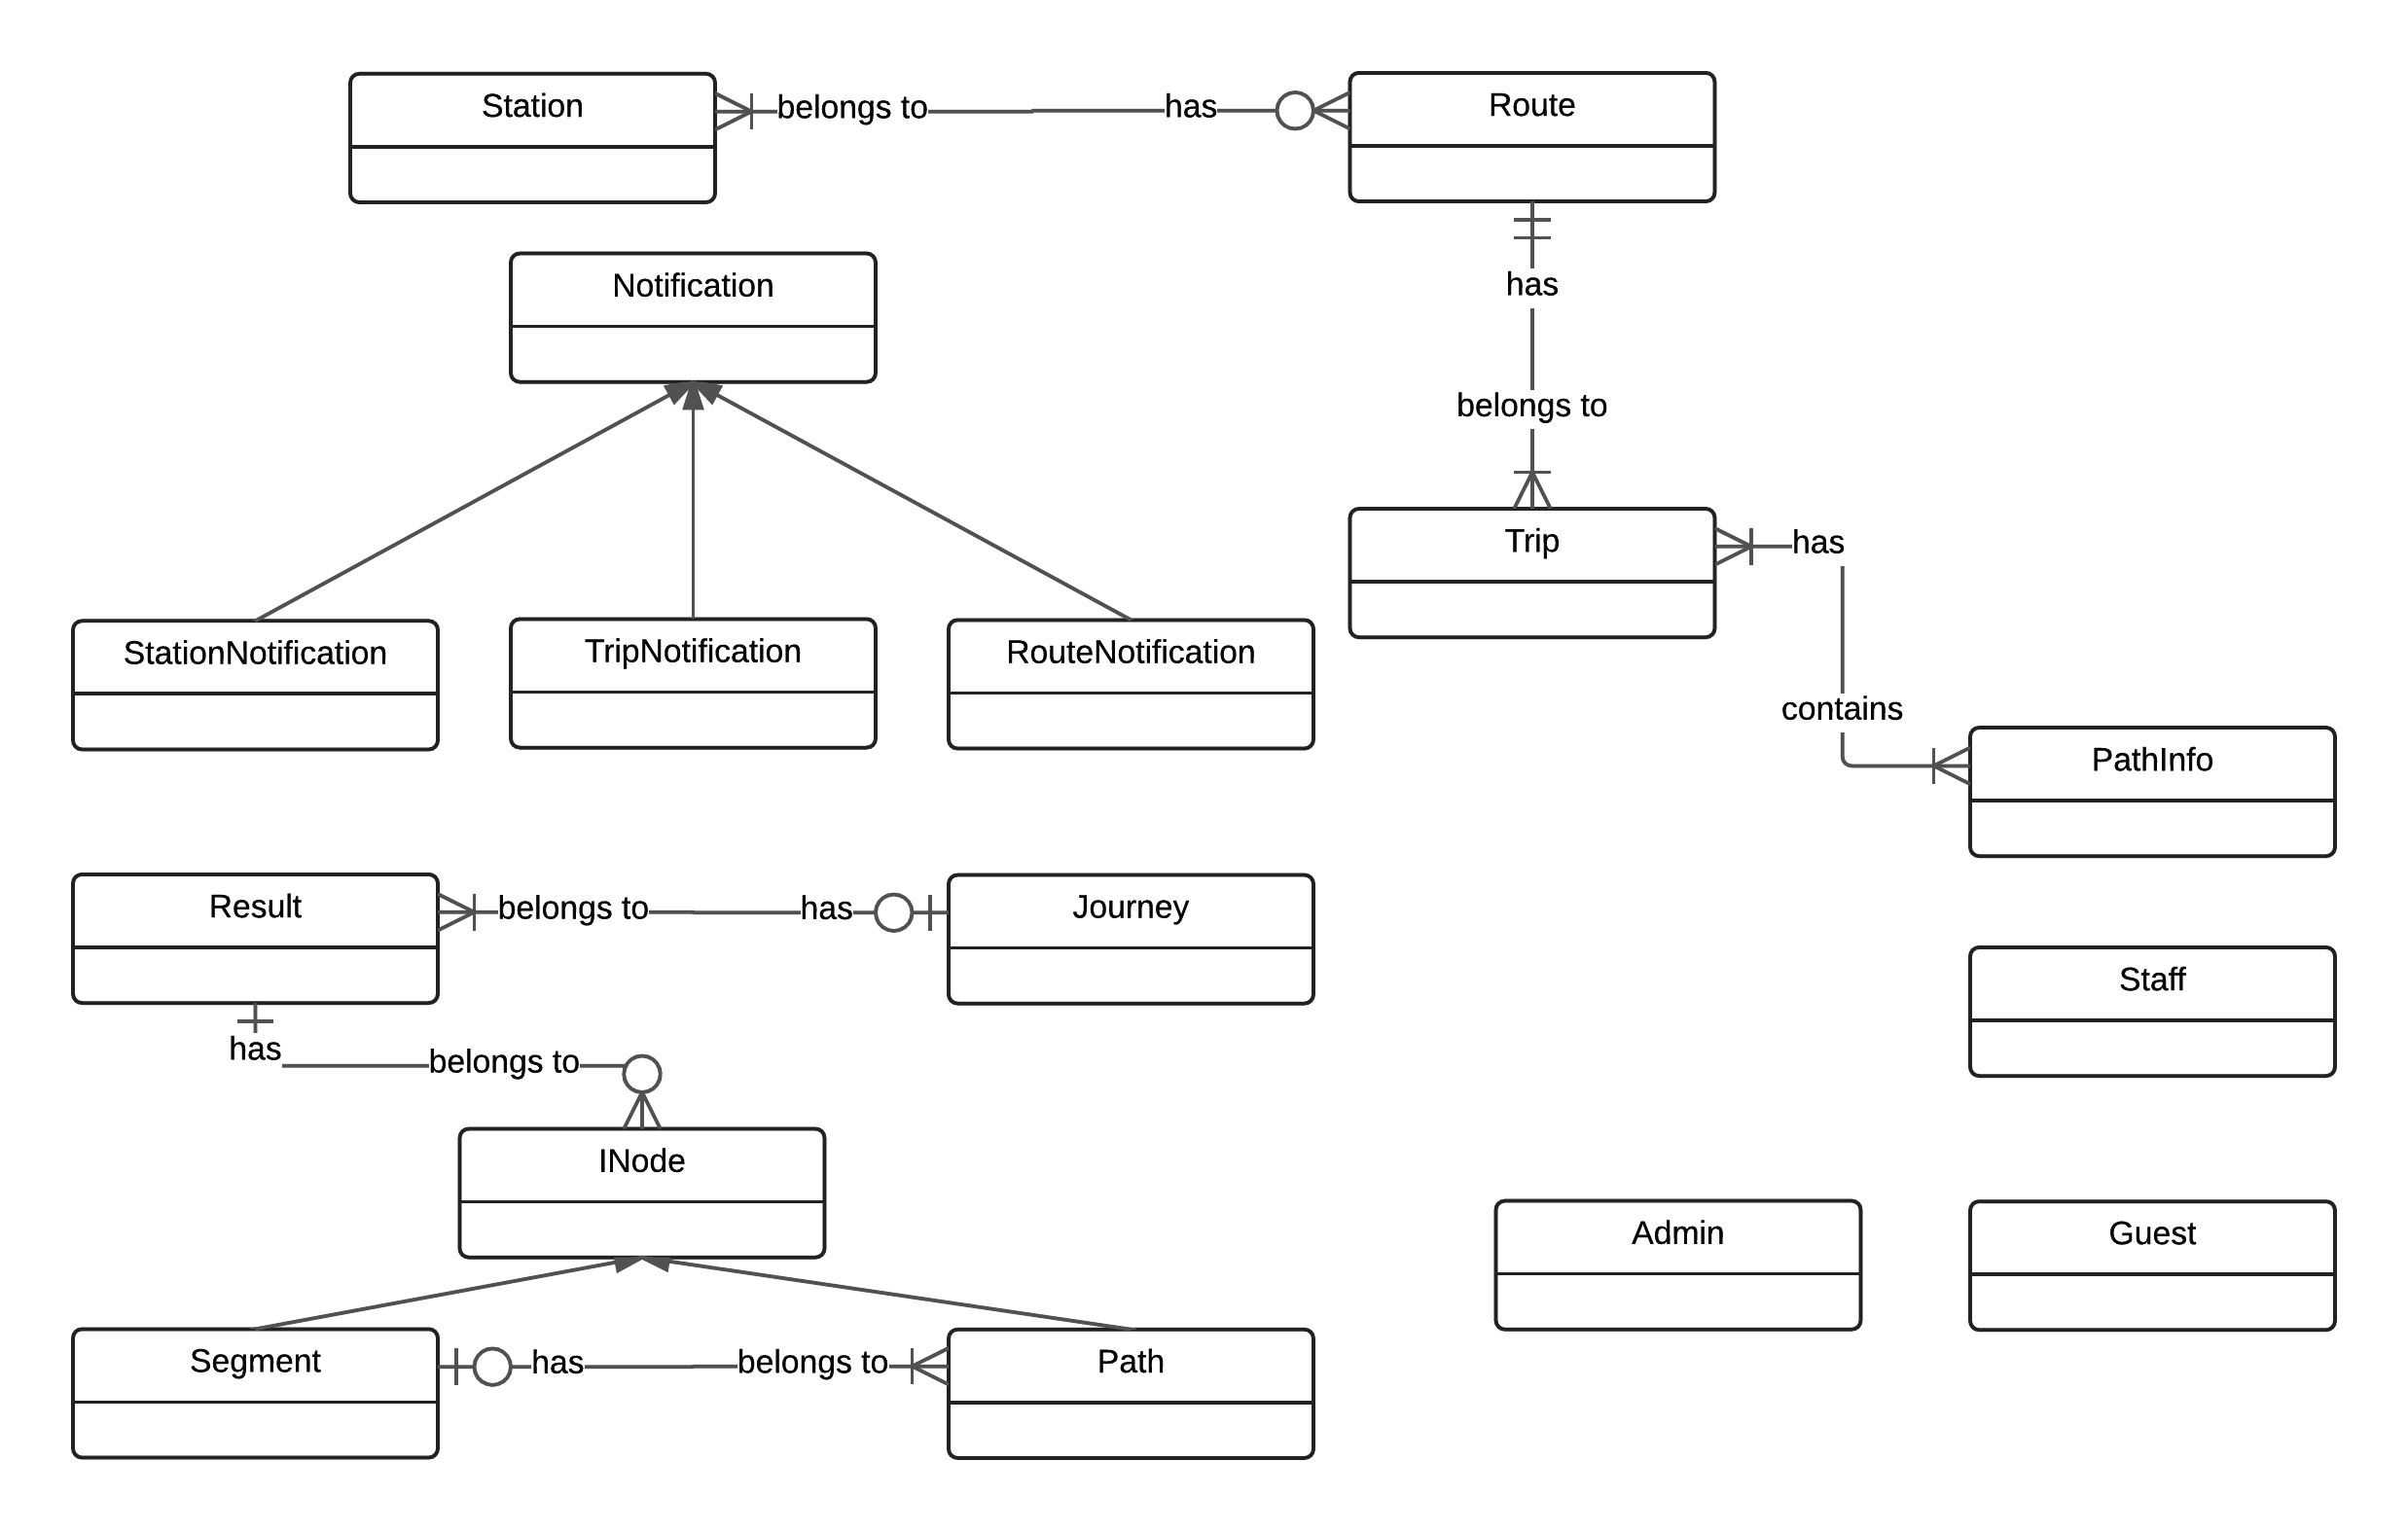 Station
belongs to
has
Route
Notification
has
belongs to
Trip
has
StationNotification
TripNotification
RouteNotification
contains
PathInfo
Result
belongs to
has
Journey
Staff
has
belongs to
INode
Admin
Guest
Segment
has
belongs to
Path